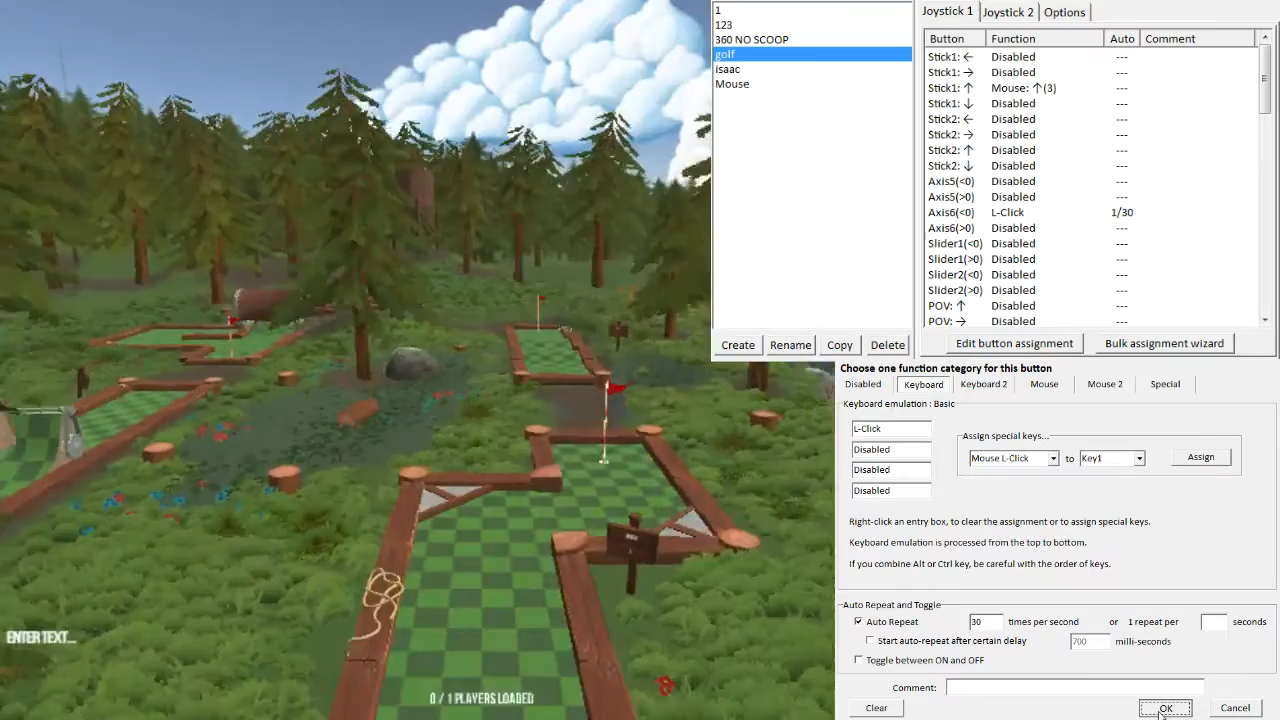 1
123
360 NO SCOOP
golf
isaac
Mouse
Create Rename Copy Delete
Joystick 1 Joystick 2 Options
Button Function Auto Comment
Stick1: ← Disabled ---
Stick1: → Disabled ---
Stick1: ↑ Mouse: ↑(3) ---
Stick1: ↓ Disabled ---
Stick2: ← Disabled ---
Stick2: → Disabled ---
Stick2: ↑ Disabled ---
Stick2: ↓ Disabled ---
Axis5(<0) Disabled ---
Axis5(>0) Disabled ---
Axis6(<0) L-Click 1/30
Axis6(>0) Disabled ---
Slider1(<0) Disabled ---
Slider1(>0) Disabled ---
Slider2(<0) Disabled ---
Slider2(>0) Disabled ---
POV: ↑ Disabled ---
POV: → Disabled ---
Edit button assignment Bulk assignment wizard
Choose one function category for this button
Disabled Keyboard Keyboard 2 Mouse Mouse 2 Special
Keyboard emulation : Basic
L-Click
Disabled
Disabled
Disabled
Assign special keys...
Mouse L-Click to Key1 Assign
Right-click an entry box, to clear the assignment or to assign special keys.
Keyboard emulation is processed from the top to bottom.
If you combine Alt or Ctrl key, be careful with the order of keys.
Auto Repeat and Toggle
Auto Repeat 30 times per second or 1 repeat per seconds
Start auto-repeat after certain delay 700 milli-seconds
Toggle between ON and OFF
Comment:
Clear OK Cancel
ENTER TEXT...
0 / 1 PLAYERS LOADED